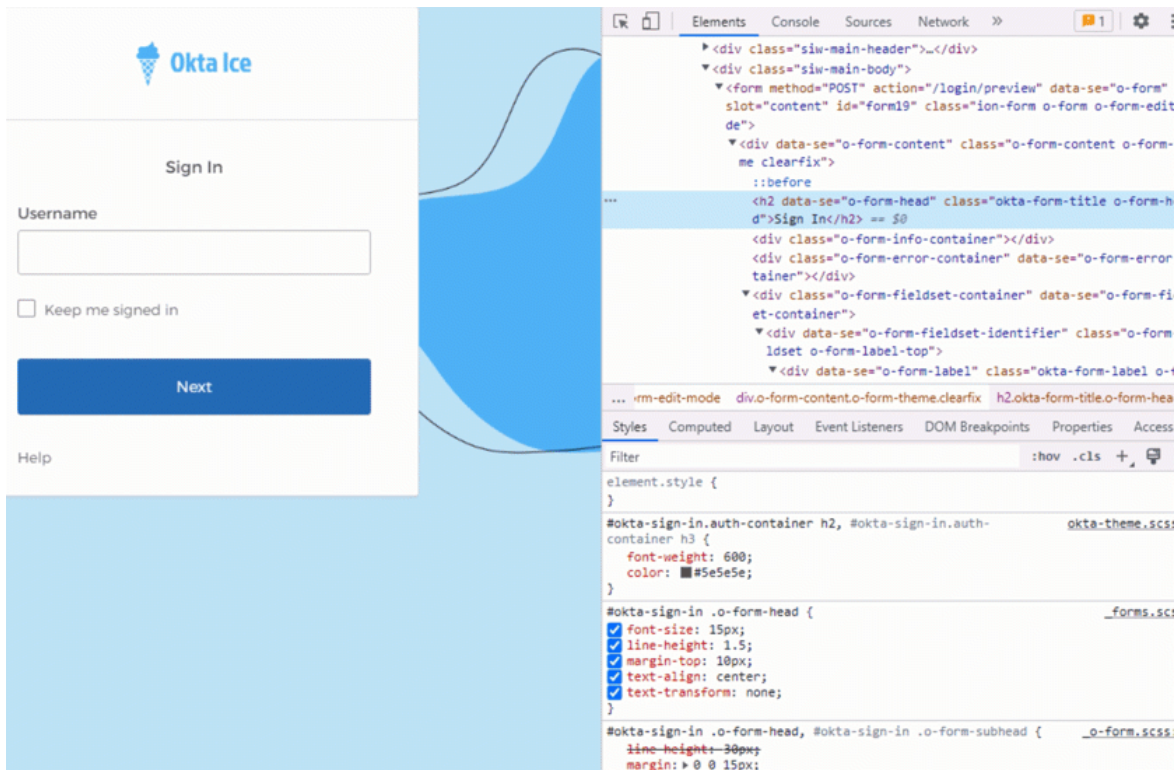 Okta Ice
Sign In
Username
Keep me signed in
Next
Help
Elements Console Sources Network » 1
<div class="siw-main-header">…</div>
<div class="siw-main-body">
<form method="POST" action="/login/preview" data-se="o-form"
slot="content" id="form19" class="ion-form o-form o-form-edit
de">
<div data-se="o-form-content" class="o-form-content o-form-
me clearfix">
::before
… <h2 data-se="o-form-head" class="okta-form-title o-form-h
d">Sign In</h2> == $0
<div class="o-form-info-container"></div>
<div class="o-form-error-container" data-se="o-form-error
tainer"></div>
<div class="o-form-fieldset-container" data-se="o-form-fi
et-container">
<div data-se="o-form-fieldset-identifier" class="o-form
ldset o-form-label-top">
<div data-se="o-form-label" class="okta-form-label o-f
… rm-edit-mode div.o-form-content.o-form-theme.clearfix h2.okta-form-title.o-form-hea
Styles Computed Layout Event Listeners DOM Breakpoints Properties Access
Filter :hov .cls +
element.style {
}
#okta-sign-in.auth-container h2, #okta-sign-in.auth- okta-theme.scss
container h3 {
font-weight: 600;
color: #5e5e5e;
}
#okta-sign-in .o-form-head { _forms.scs
font-size: 15px;
line-height: 1.5;
margin-top: 10px;
text-align: center;
text-transform: none;
}
#okta-sign-in .o-form-head, #okta-sign-in .o-form-subhead { _o-form.scss:
line-height: 30px;
margin: 0 0 15px;